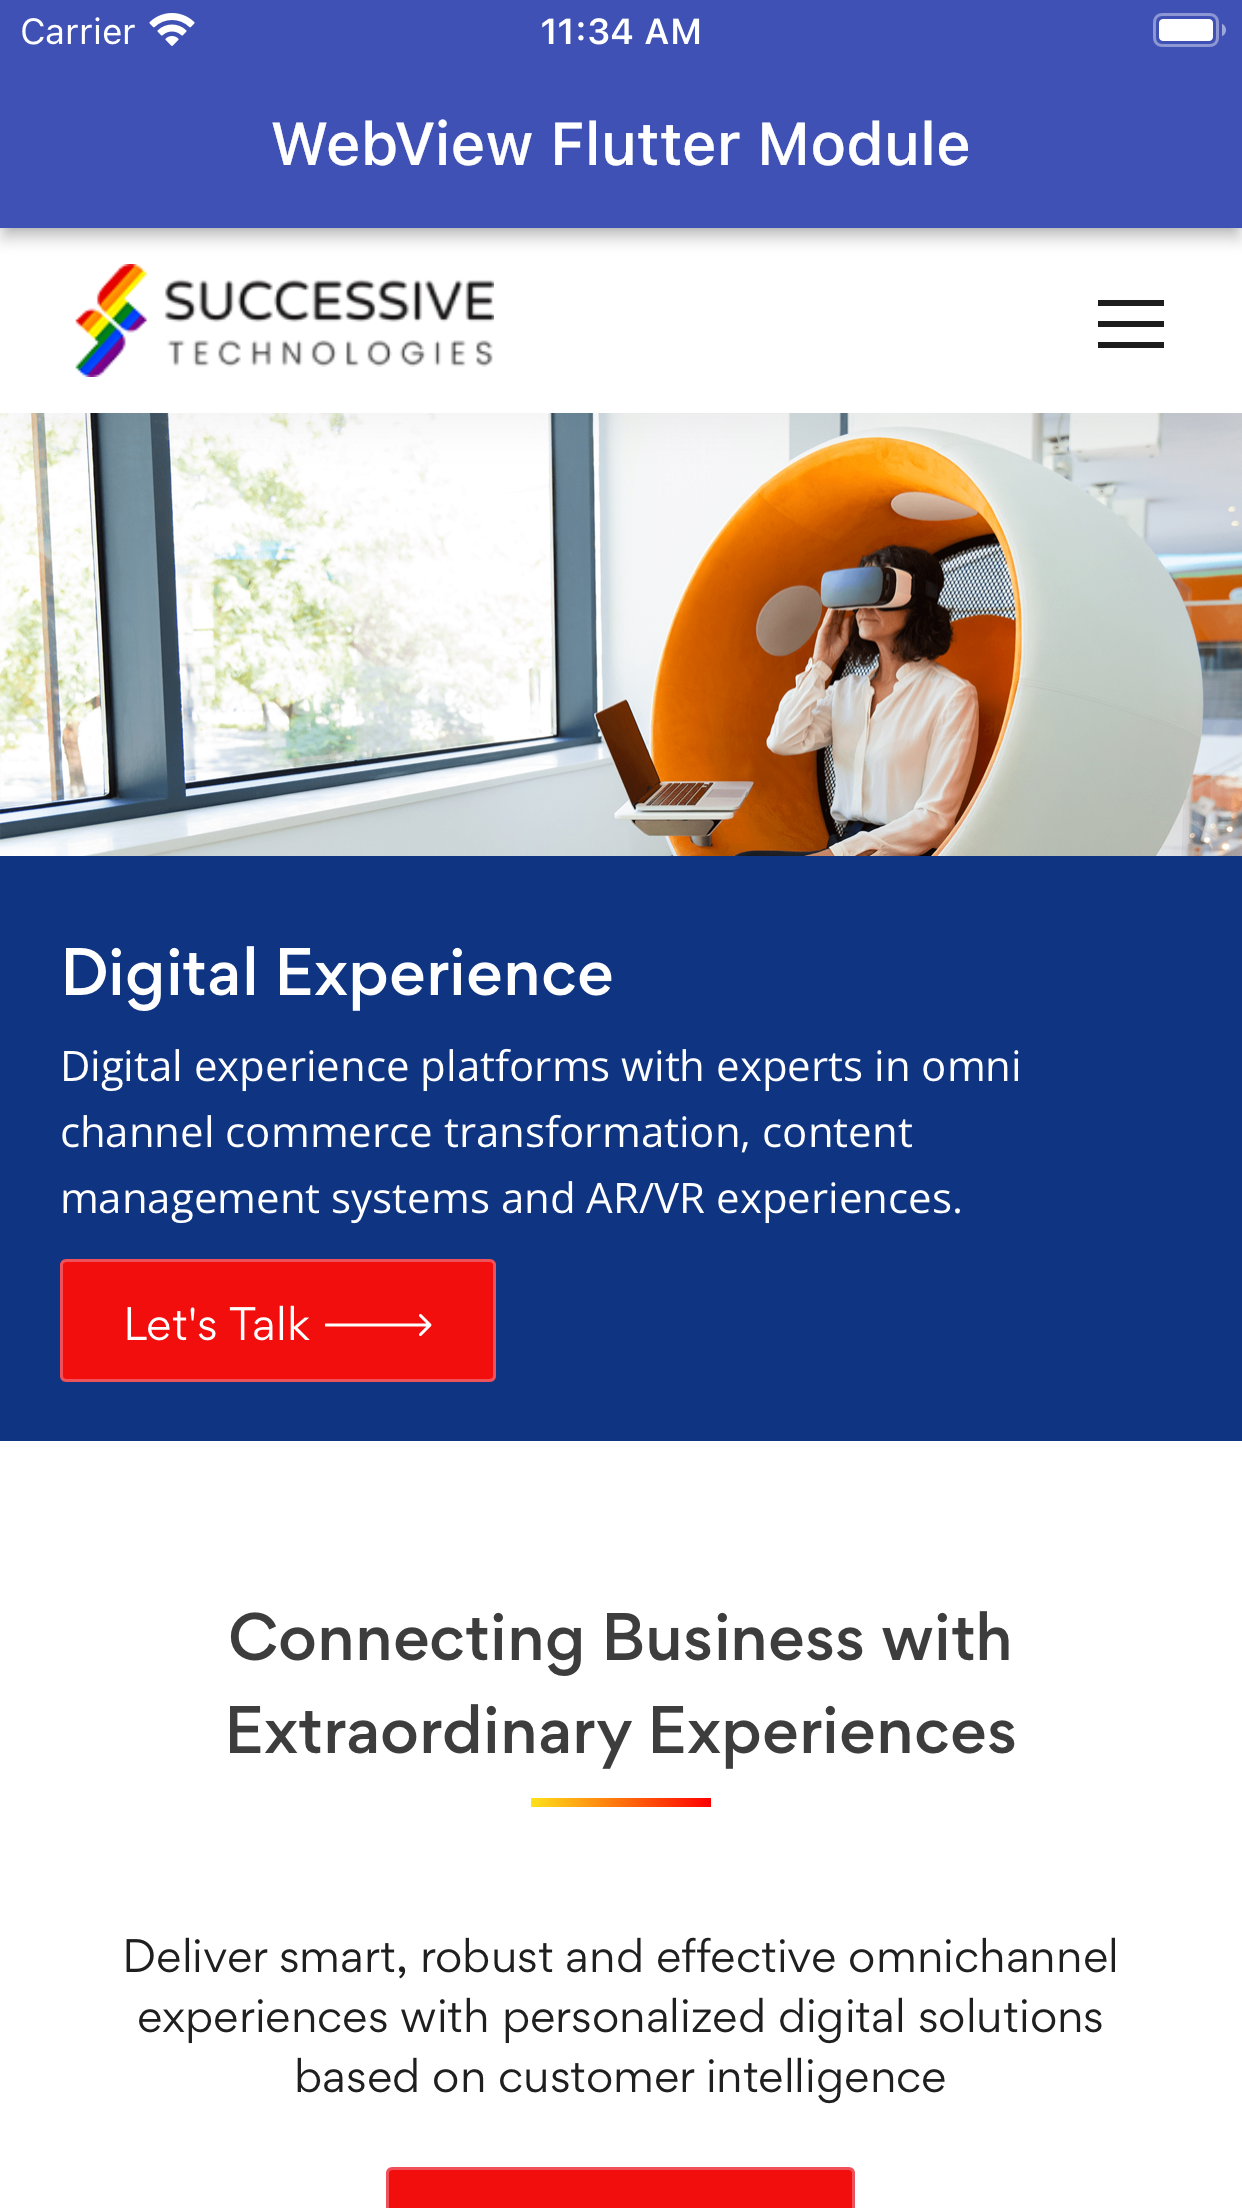 Carrier 11:34 AM
WebView Flutter Module
SUCCESSIVE
TECHNOLOGIES
Digital Experience
Digital experience platforms with experts in omni
channel commerce transformation, content
management systems and AR/VR experiences.
Let's Talk
Connecting Business with
Extraordinary Experiences
Deliver smart, robust and effective omnichannel
experiences with personalized digital solutions
based on customer intelligence